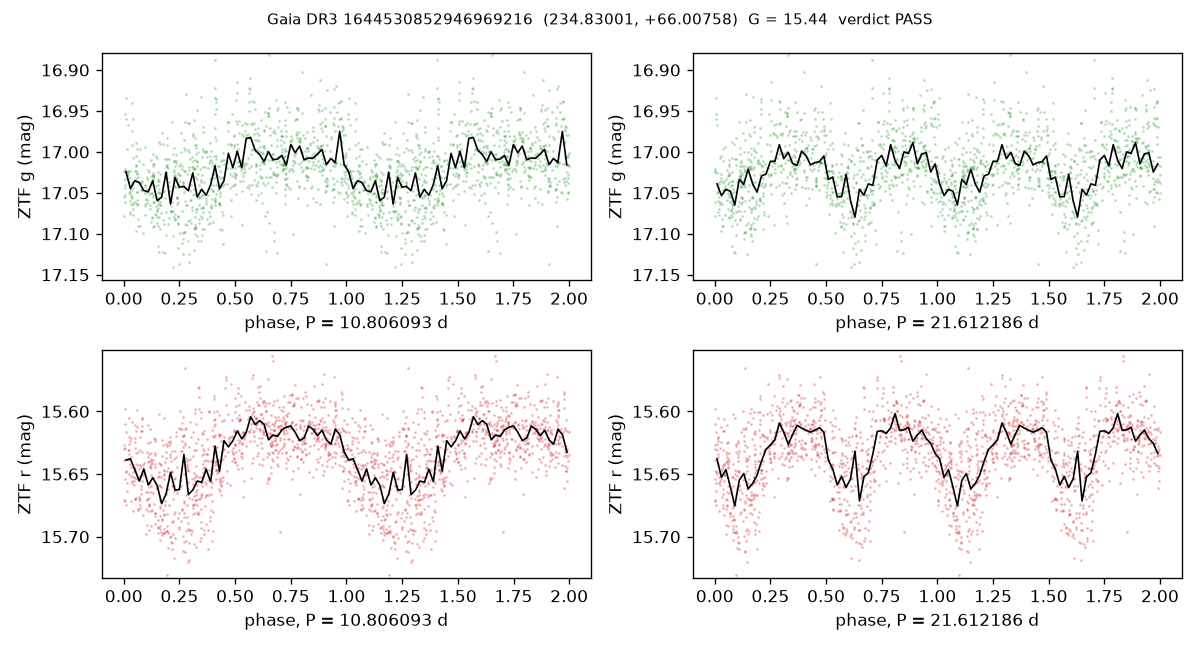 Gaia DR3 1644530852946969216 (234.83001, +66.00758) G = 15.44 verdict PASS
ZTF g (mag)
16.90
16.95
17.00
17.05
17.10
17.15
0.00 0.25 0.50 0.75 1.00 1.25 1.50 1.75 2.00
phase, P = 10.806093 d
ZTF g (mag)
16.90
16.95
17.00
17.05
17.10
17.15
0.00 0.25 0.50 0.75 1.00 1.25 1.50 1.75 2.00
phase, P = 21.612186 d
ZTF r (mag)
15.60
15.65
15.70
0.00 0.25 0.50 0.75 1.00 1.25 1.50 1.75 2.00
phase, P = 10.806093 d
ZTF r (mag)
15.60
15.65
15.70
0.00 0.25 0.50 0.75 1.00 1.25 1.50 1.75 2.00
phase, P = 21.612186 d